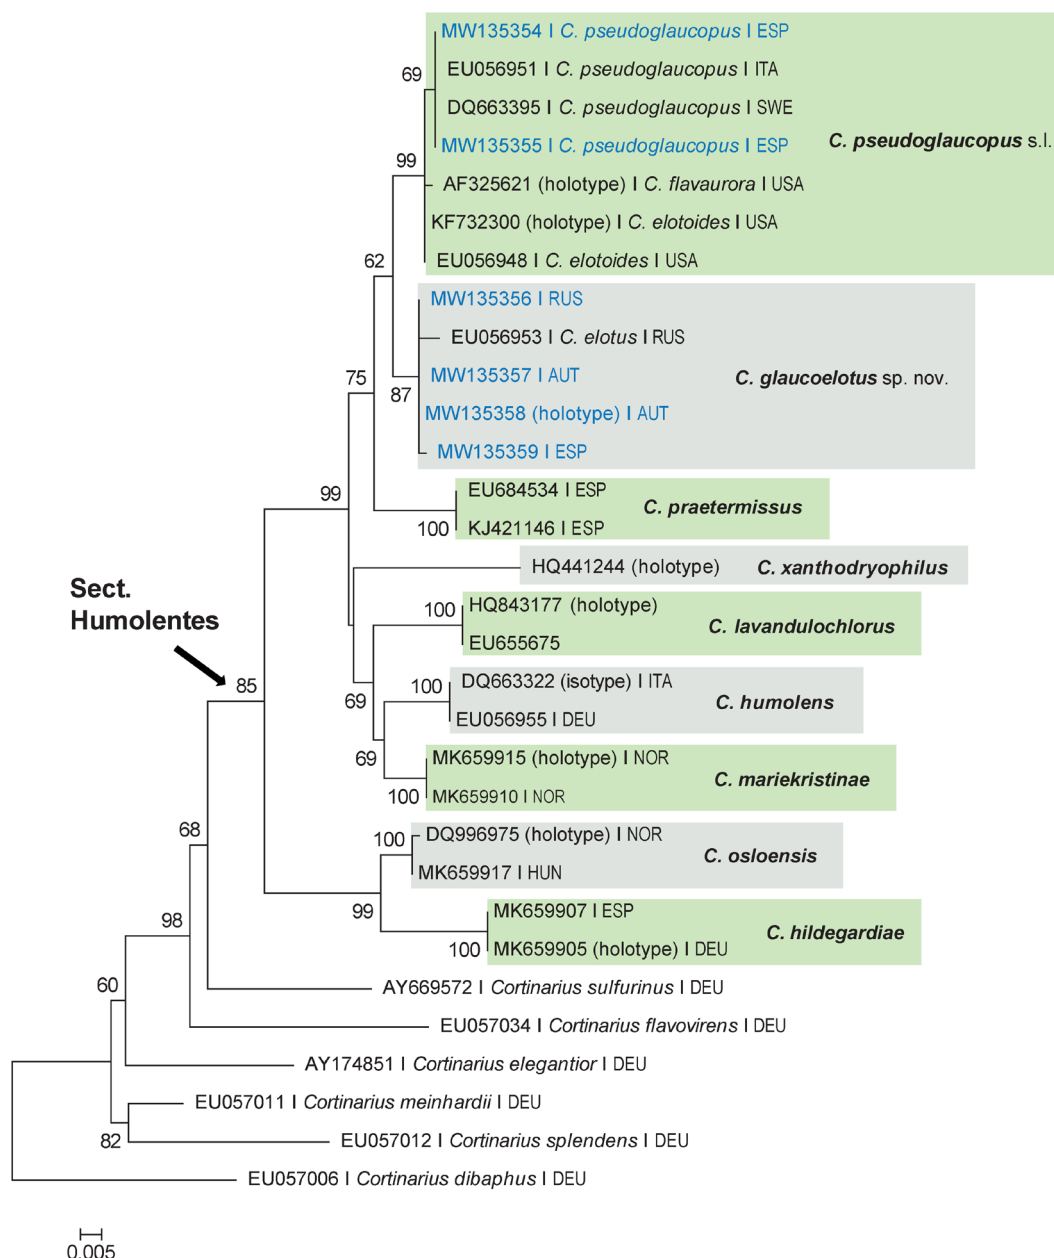 MW135354 I C. pseudoglaucopus I ESP
69
EU056951 I C. pseudoglaucopus I ITA
DQ663395 I C. pseudoglaucopus I SWE
C. pseudoglaucopus s.l.
MW135355 I C. pseudoglaucopus I ESP
99
AF325621 (holotype) I C. flavaurora I USA
KF732300 (holotype) I C. elotoides I USA
62
EU056948 I C. elotoides I USA
MW135356 I RUS
EU056953 I C. elotus I RUS
75
MW135357 I AUT
C. glaucoelotus sp. nov.
87
MW135358 (holotype) I AUT
MW135359 I ESP
99
EU684534 I ESP
C. praetermissus
100
KJ421146 I ESP
HQ441244 (holotype)
C. xanthodryophilus
Sect.
Humolentes
100
HQ843177 (holotype)
C. lavandulochlorus
EU655675
85
100
DQ663322 (isotype) I ITA
C. humolens
69
EU056955 I DEU
69
MK659915 (holotype) I NOR
C. mariekristinae
100
MK659910 I NOR
68
100
DQ996975 (holotype) I NOR
C. osloensis
MK659917 I HUN
98
99
MK659907 I ESP
C. hildegardiae
100
MK659905 (holotype) I DEU
60
AY669572 I Cortinarius sulfurinus I DEU
EU057034 I Cortinarius flavovirens I DEU
AY174851 I Cortinarius elegantior I DEU
EU057011 I Cortinarius meinhardii I DEU
82
EU057012 I Cortinarius splendens I DEU
EU057006 I Cortinarius dibaphus I DEU
0.005